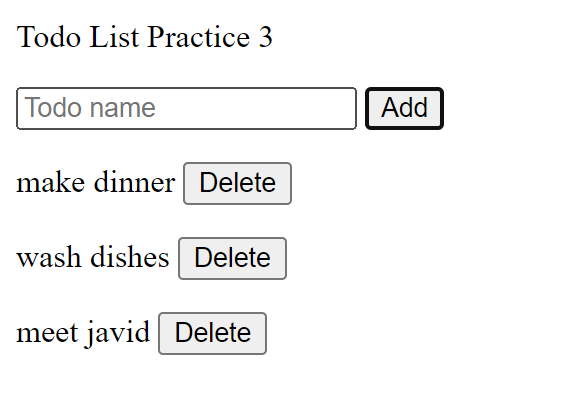 Todo List Practice 3
Todo name Add
make dinner Delete
wash dishes Delete
meet javid Delete